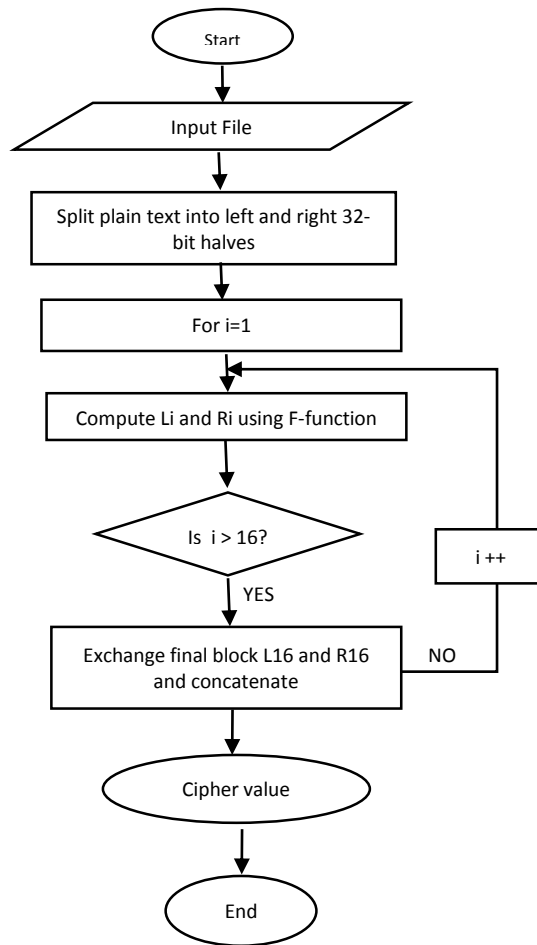 Start
Input File
Split plain text into left and right 32-
bit halves
For i=1
Compute Li and Ri using F-function
Is i > 16?
i ++
YES
Exchange final block L16 and R16
and concatenate
NO
Cipher value
End